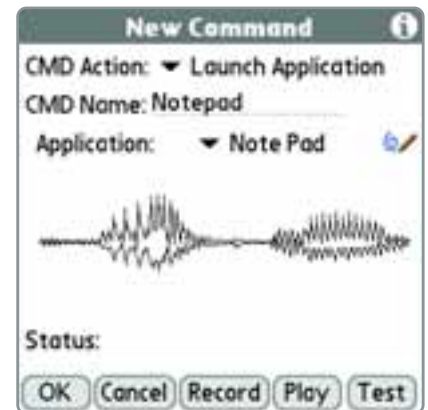 New Command
CMD Action: Launch Application
CMD Name: Notepad
Application: Note Pad
Status:
OK Cancel Record Play Test